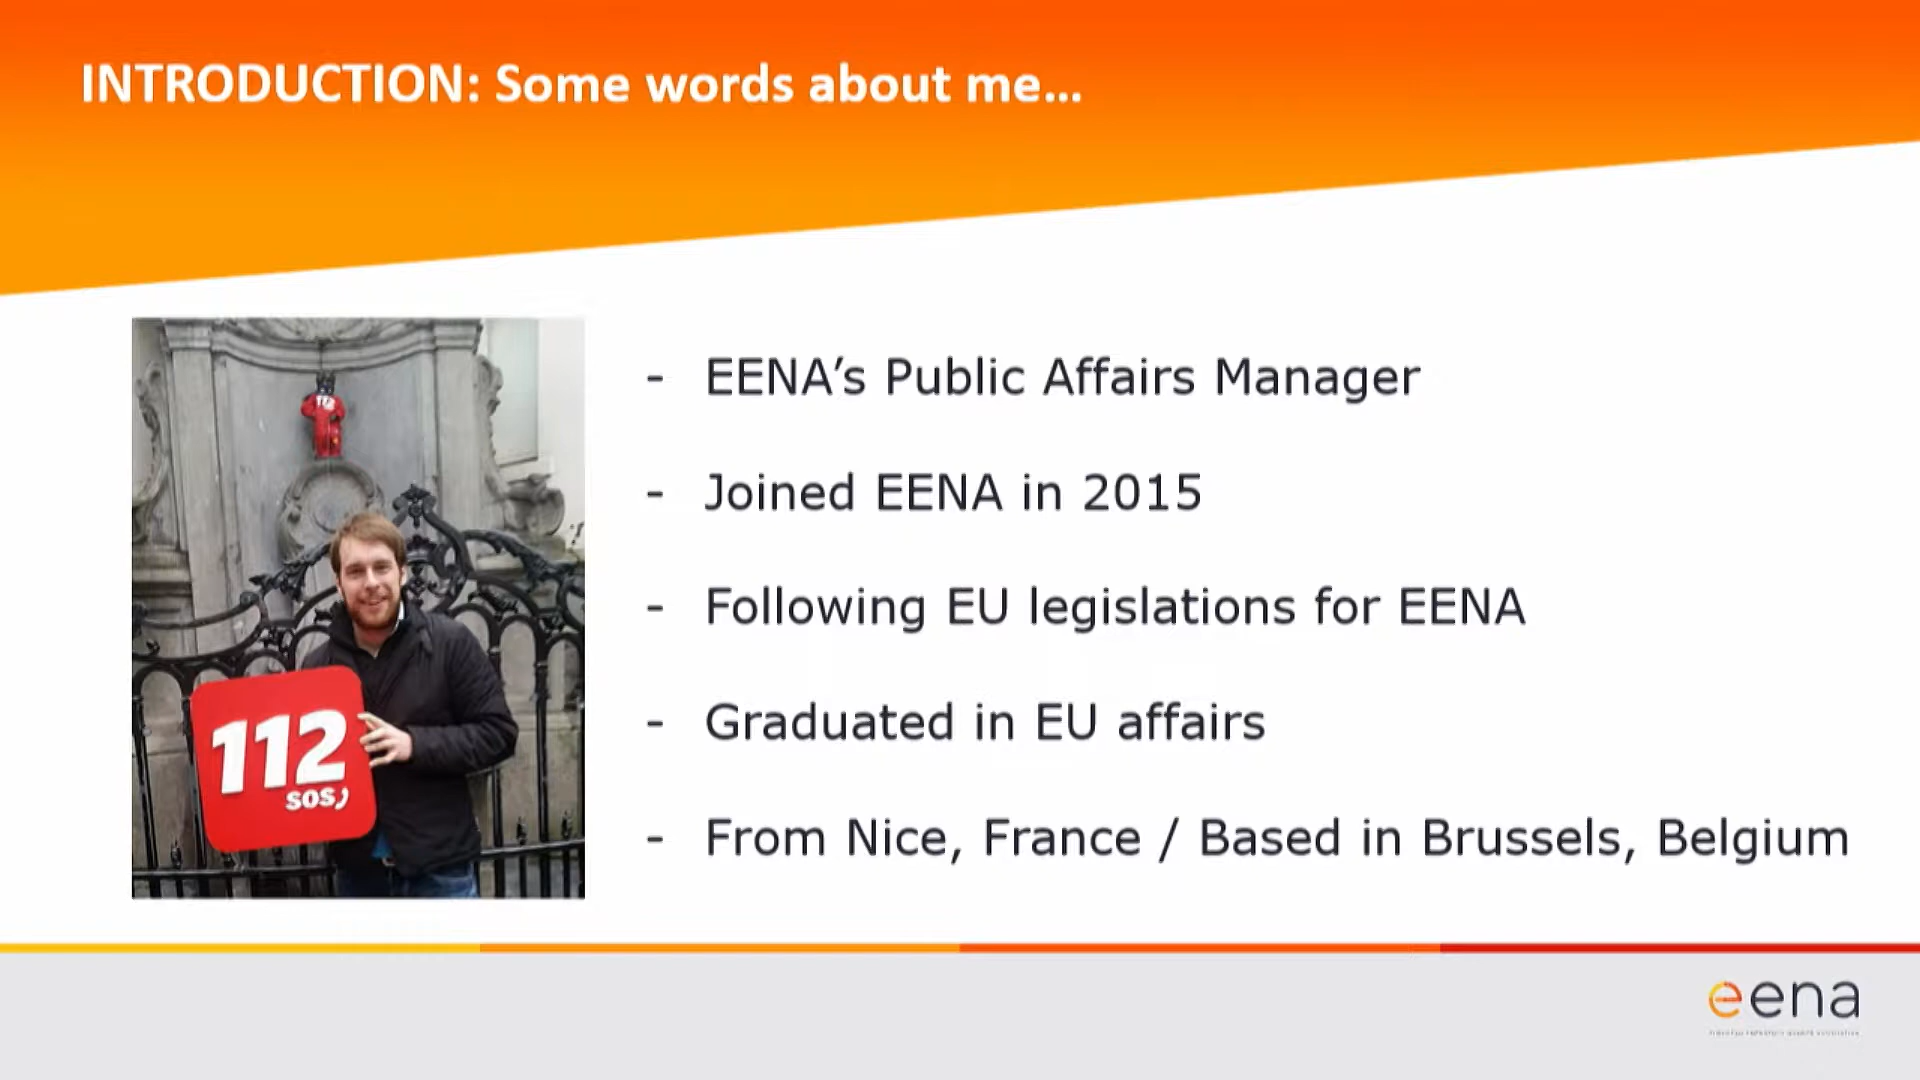 INTRODUCTION: Some words about me...
112
- EENA’s Public Affairs Manager
- Joined EENA in 2015
- Following EU legislations for EENA
- Graduated in EU affairs
- From Nice, France / Based in Brussels, Belgium
112
SOS
eena